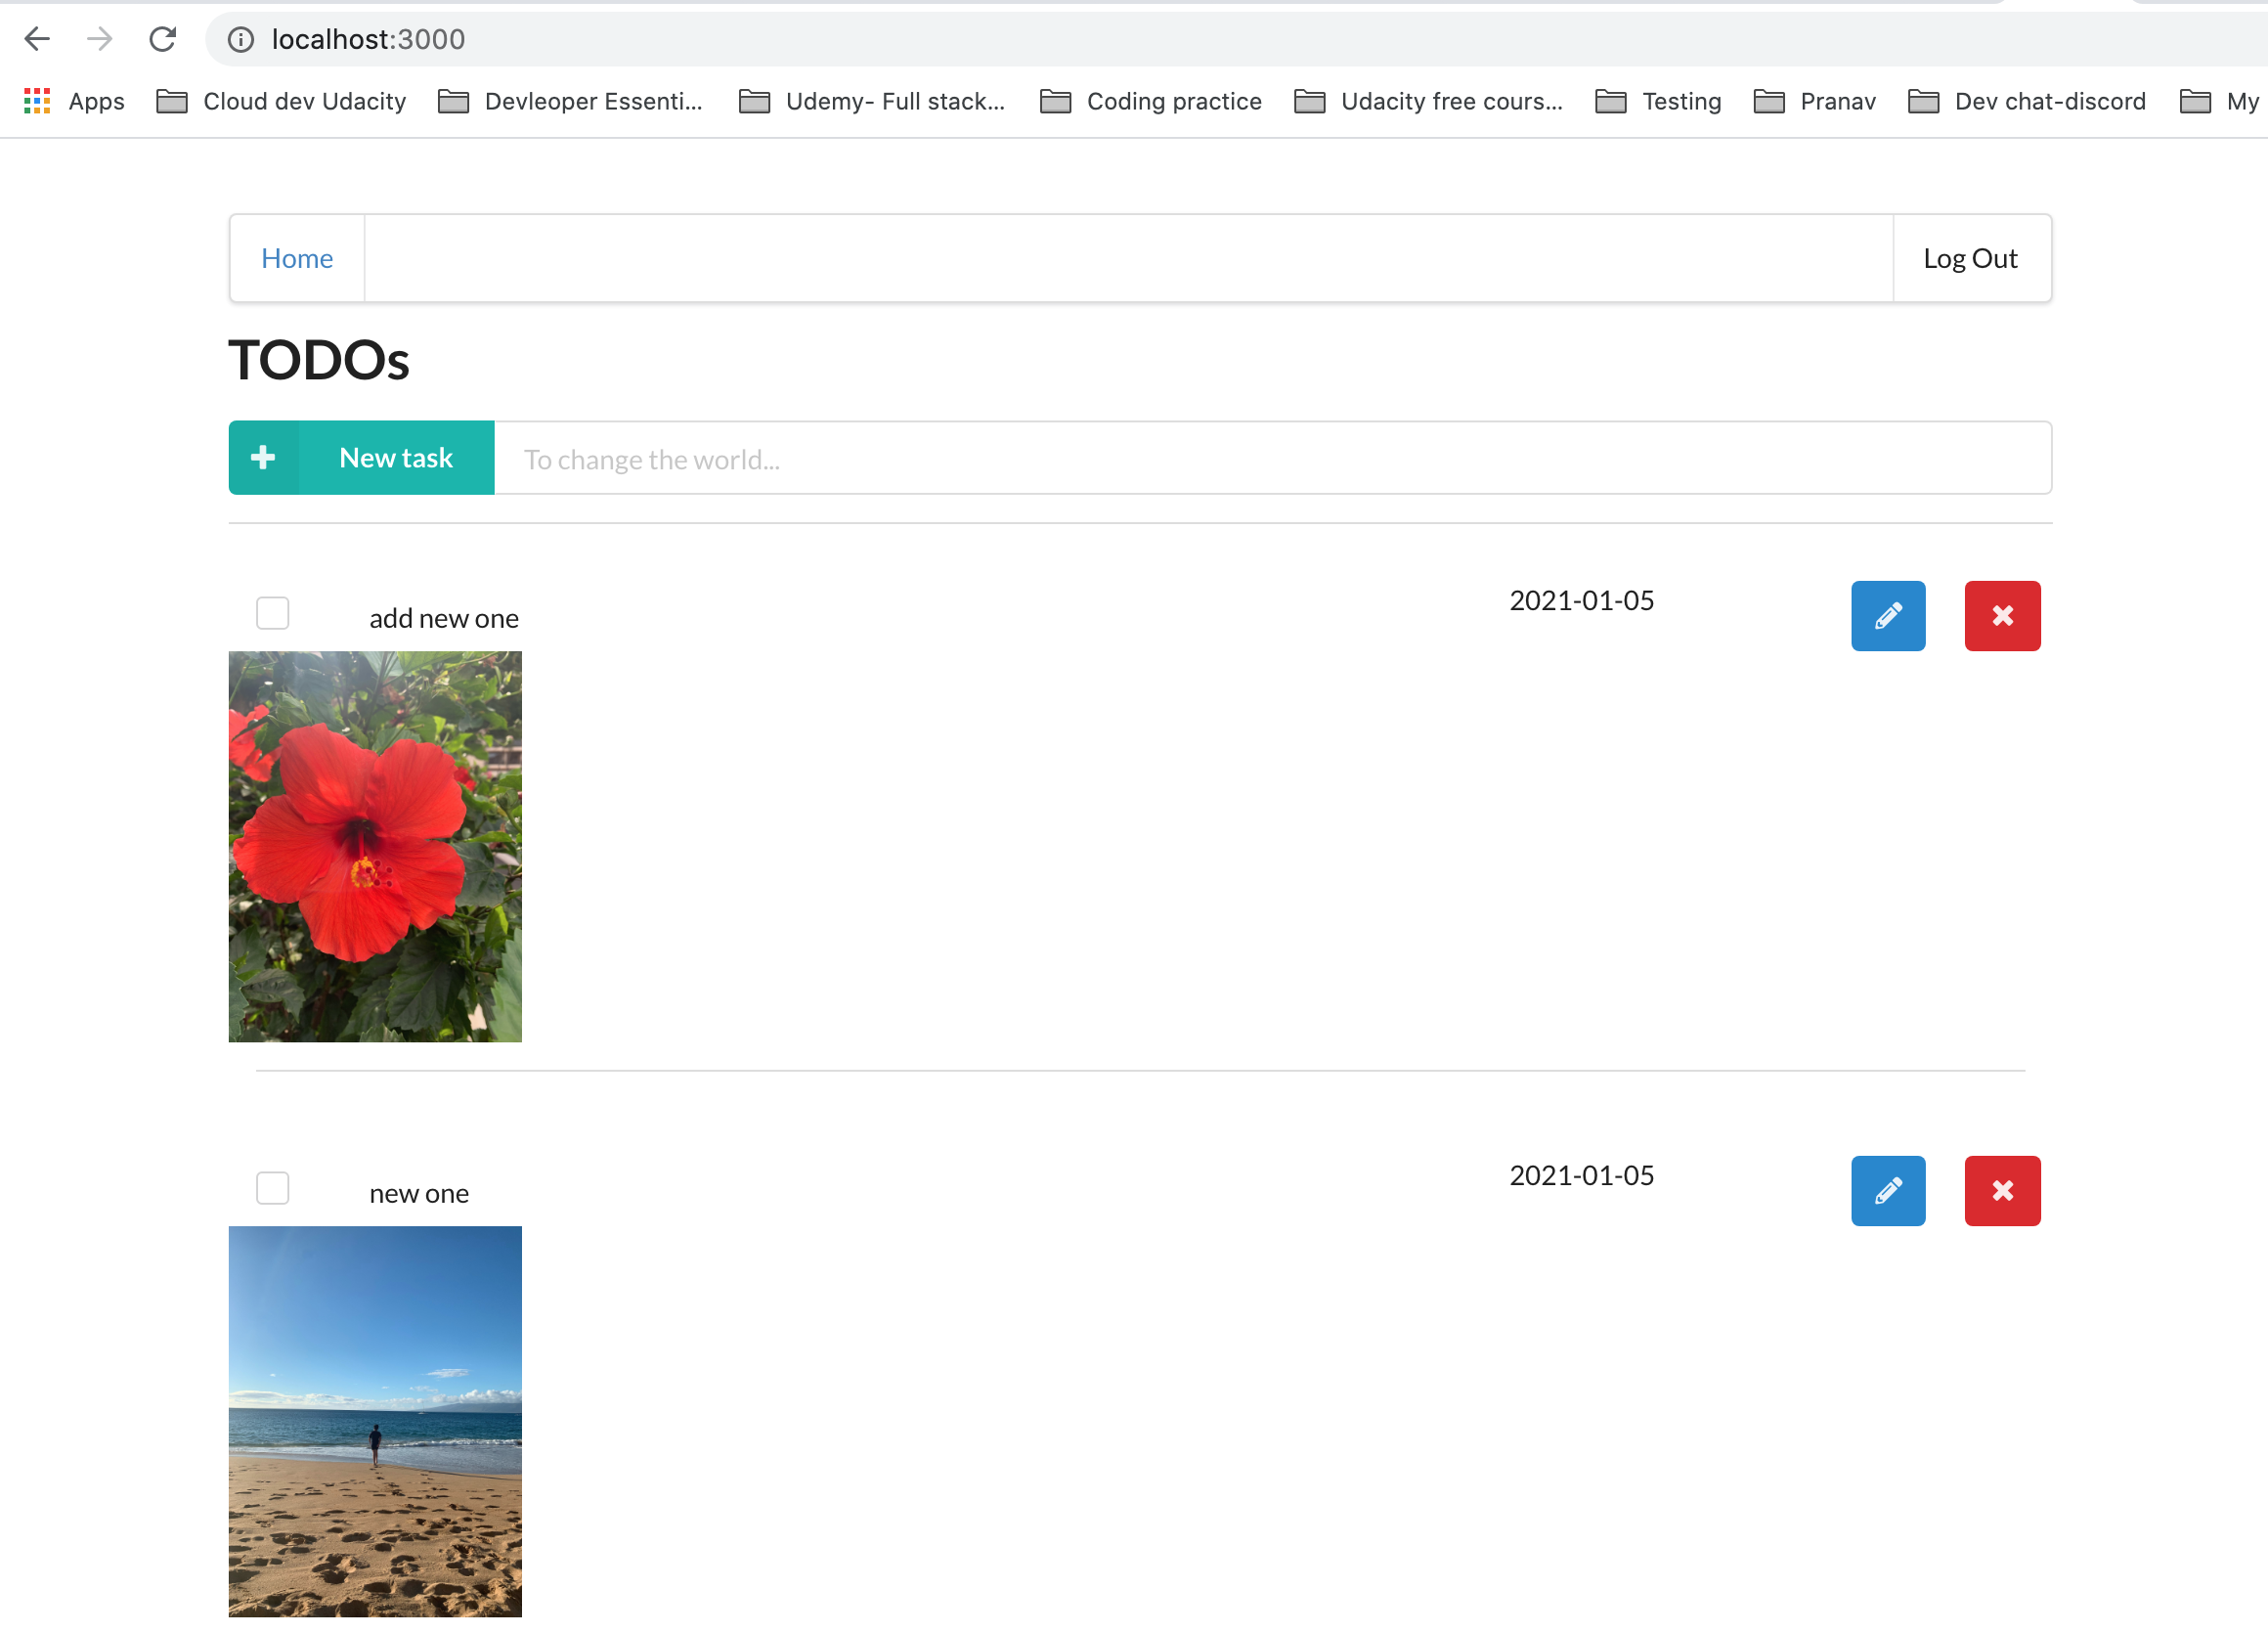 localhost:3000
Apps Cloud dev Udacity Devleoper Essenti... Udemy- Full stack... Coding practice Udacity free cours... Testing Pranav Dev chat-discord My
Home Log Out
TODOs
New task To change the world...
add new one 2021-01-05
new one 2021-01-05